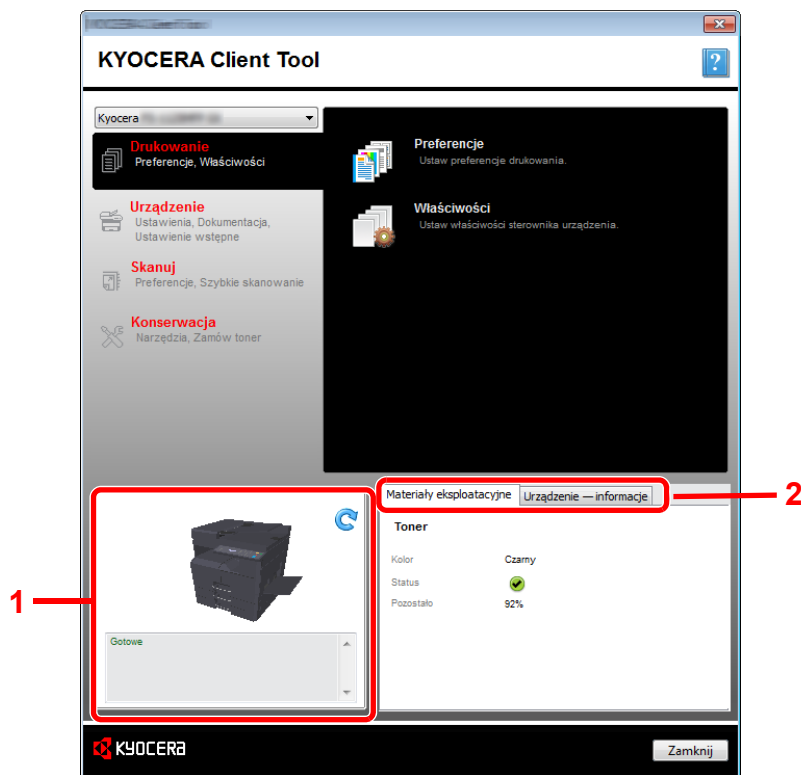 KYOCERA Client Tool
?
Kyocera
Drukowanie
Preferencje, Właściwości
Urządzenie
Ustawienia, Dokumentacja,
Ustawienie wstępne
Skanuj
Preferencje, Szybkie skanowanie
Konserwacja
Narzędzia, Zamów toner
Preferencje
Ustaw preferencje drukowania.
Właściwości
Ustaw właściwości sterownika urządzenia.
1
Gotowe
Materiały eksploatacyjne Urządzenie — informacje
2
Toner
Kolor Czarny
Status
Pozostało 92%
KYOCERA
Zamknij